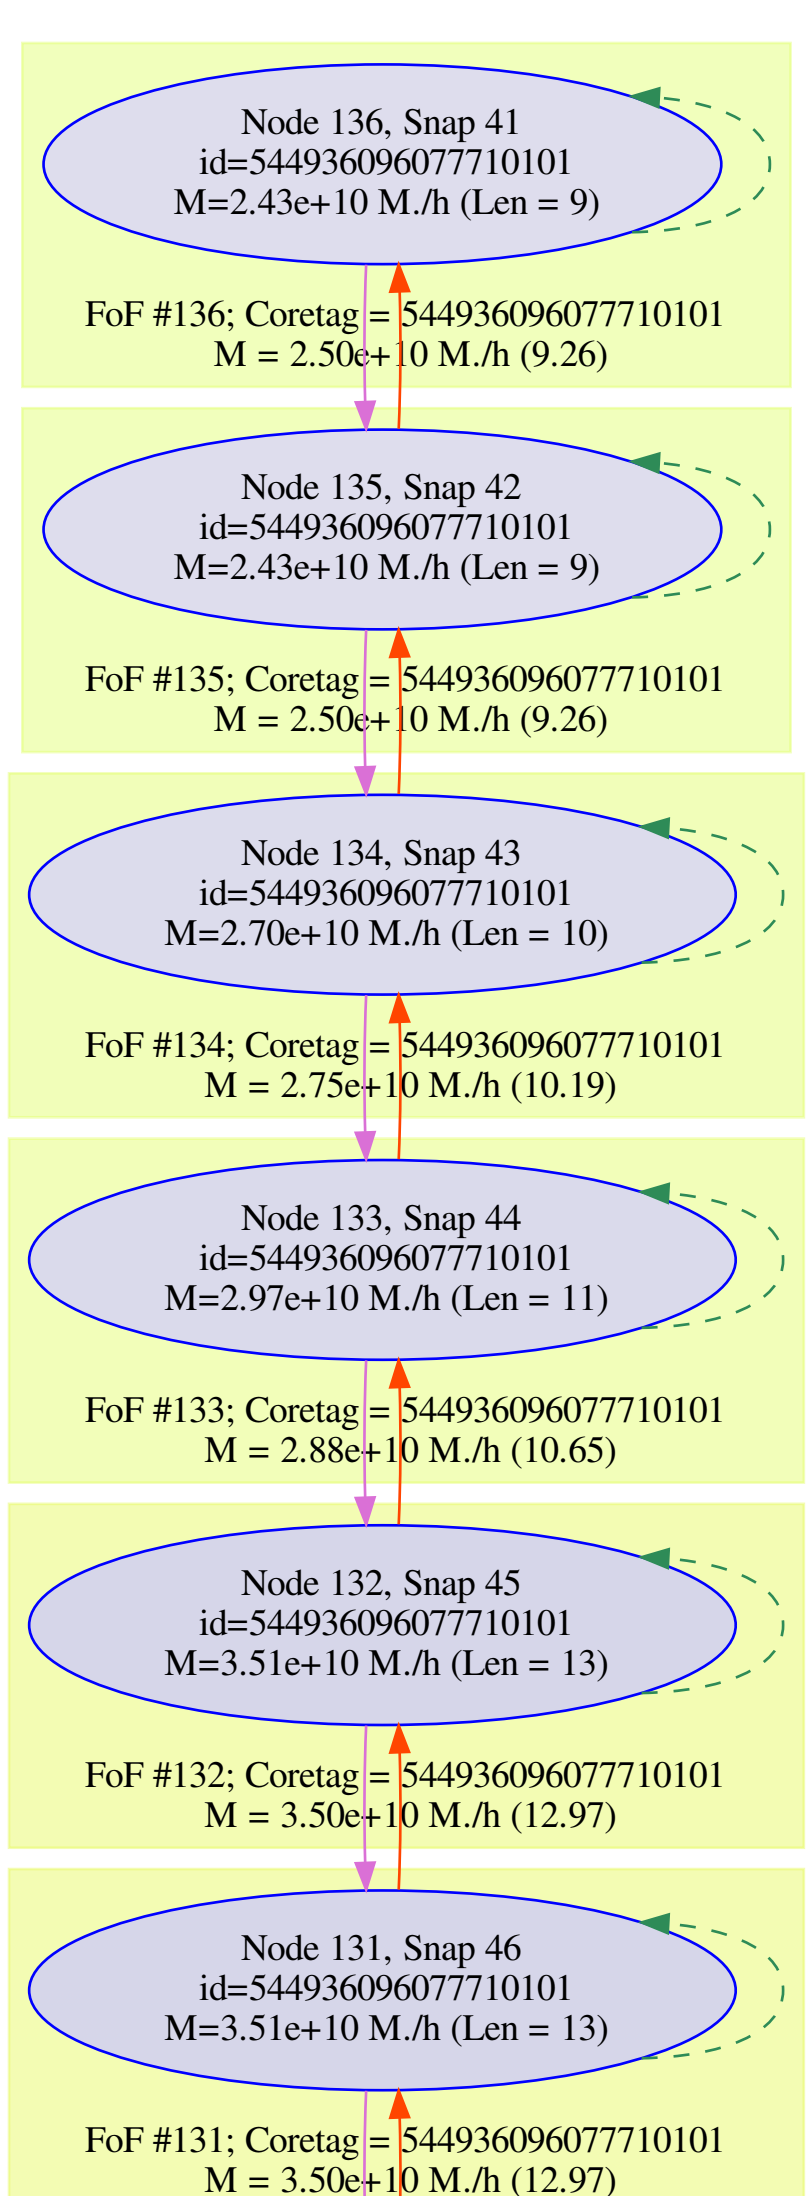 Node 136, Snap 41
id=544936096077710101
M=2.43e+10 M./h (Len = 9)
FoF #136; Coretag = 544936096077710101
M = 2.50e+10 M./h (9.26)
Node 135, Snap 42
id=544936096077710101
M=2.43e+10 M./h (Len = 9)
FoF #135; Coretag = 544936096077710101
M = 2.50e+10 M./h (9.26)
Node 134, Snap 43
id=544936096077710101
M=2.70e+10 M./h (Len = 10)
FoF #134; Coretag = 544936096077710101
M = 2.75e+10 M./h (10.19)
Node 133, Snap 44
id=544936096077710101
M=2.97e+10 M./h (Len = 11)
FoF #133; Coretag = 544936096077710101
M = 2.88e+10 M./h (10.65)
Node 132, Snap 45
id=544936096077710101
M=3.51e+10 M./h (Len = 13)
FoF #132; Coretag = 544936096077710101
M = 3.50e+10 M./h (12.97)
Node 131, Snap 46
id=544936096077710101
M=3.51e+10 M./h (Len = 13)
FoF #131; Coretag = 544936096077710101
M = 3.50e+10 M./h (12.97)